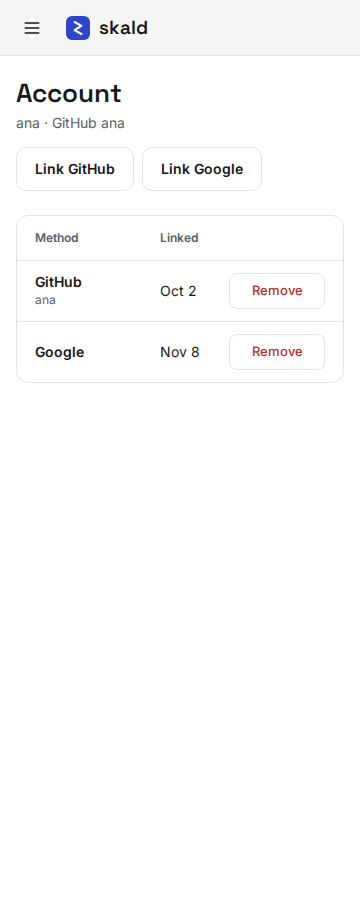 skald
Account
ana · GitHub ana
Link GitHub
Link Google
Method Linked
GitHub
ana
Oct 2
Remove
Google
Nov 8
Remove